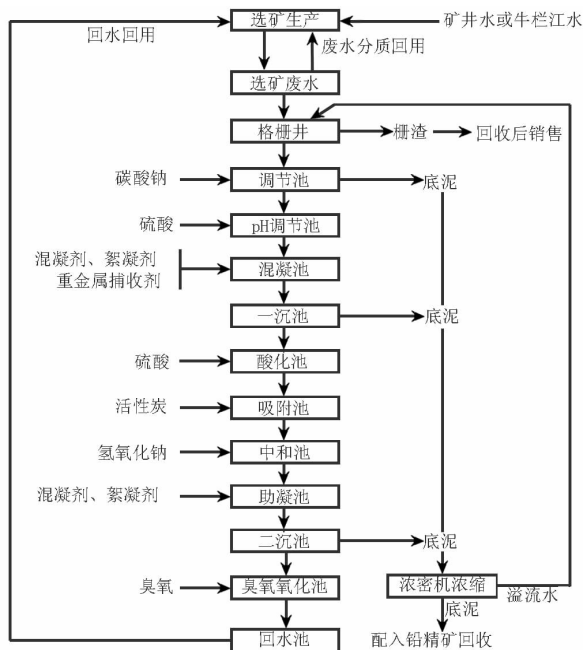 选矿生产
矿井水或牛栏江水
回水回用
废水分质回用
选矿废水
格栅井
栅渣
回收后销售
碳酸钠
调节池
底泥
硫酸
pH调节池
混凝剂、絮凝剂
重金属捕收剂
混凝池
一沉池
底泥
硫酸
酸化池
活性炭
吸附池
氢氧化钠
中和池
混凝剂、絮凝剂
助凝池
二沉池
底泥
臭氧
臭氧氧化池
浓密机浓缩
溢流水
底泥
回水池
配入铅精矿回收